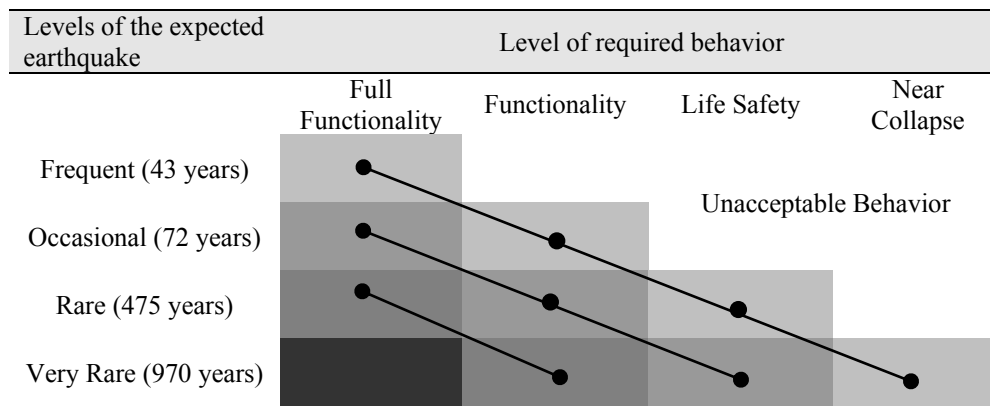 Levels of the expected
earthquake
Level of required behavior
Full
Functionality
Functionality
Life Safety
Near
Collapse
Frequent (43 years)
Unacceptable Behavior
Occasional (72 years)
Rare (475 years)
Very Rare (970 years)